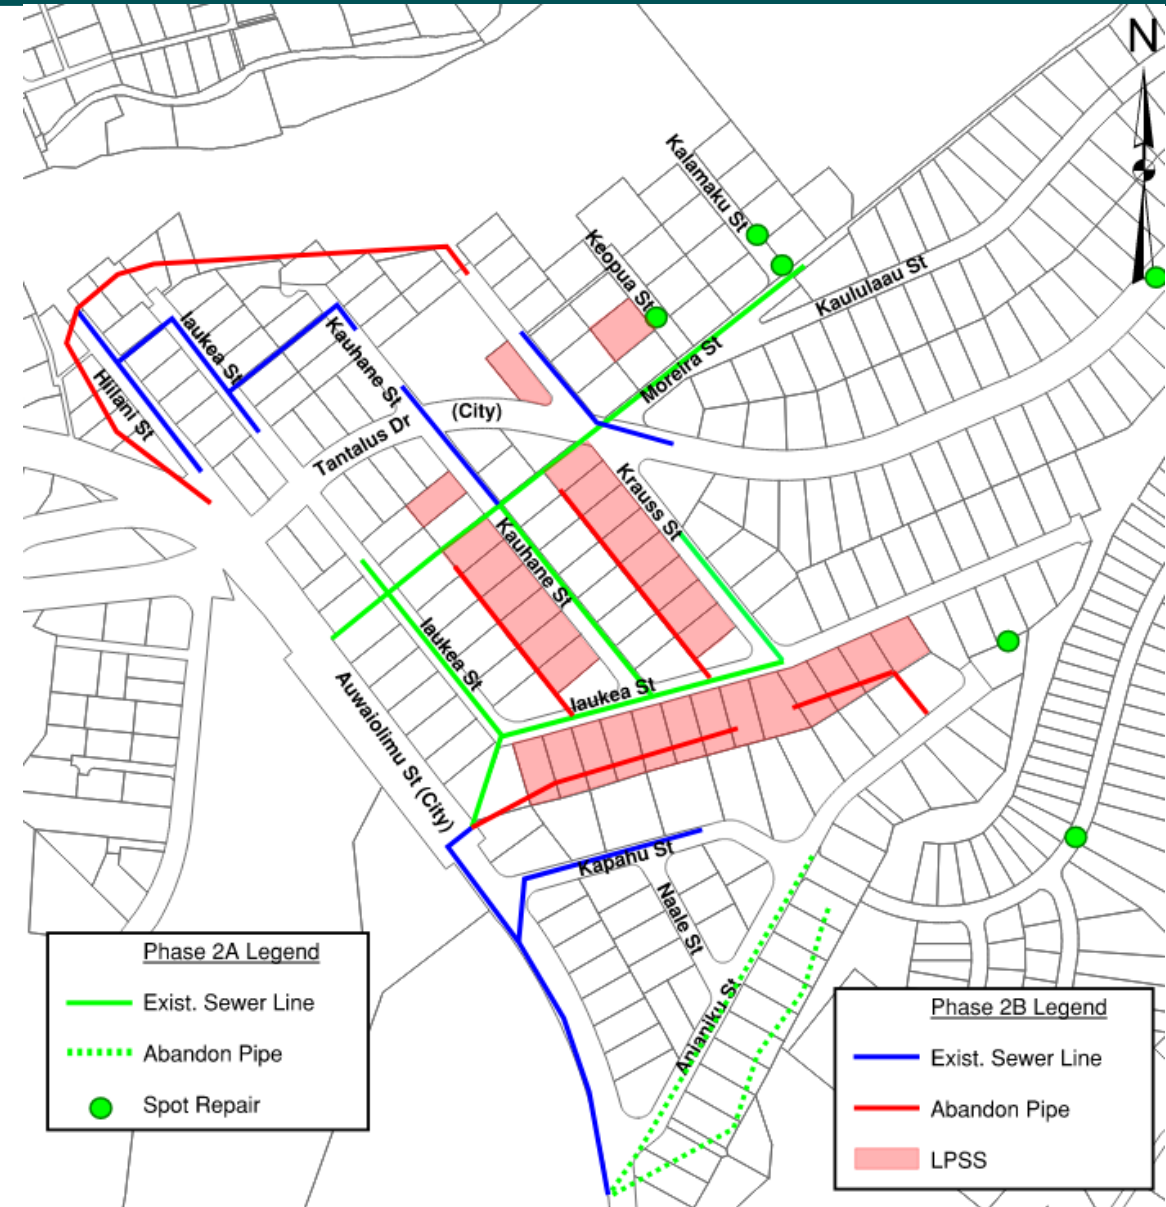 N
Kalamaku St
Keopua St
Kaululaau St
Iaukea St
Kauhane St
Moreira St
Hiilani St
(City)
Tantalus Dr
Krauss St
Kauhane St
Iaukea St
Iaukea St
Auwaiolimu St (City)
Kapahu St
Naale St
Anianiku St
Phase 2A Legend
Exist. Sewer Line
Abandon Pipe
Spot Repair
Phase 2B Legend
Exist. Sewer Line
Abandon Pipe
LPSS